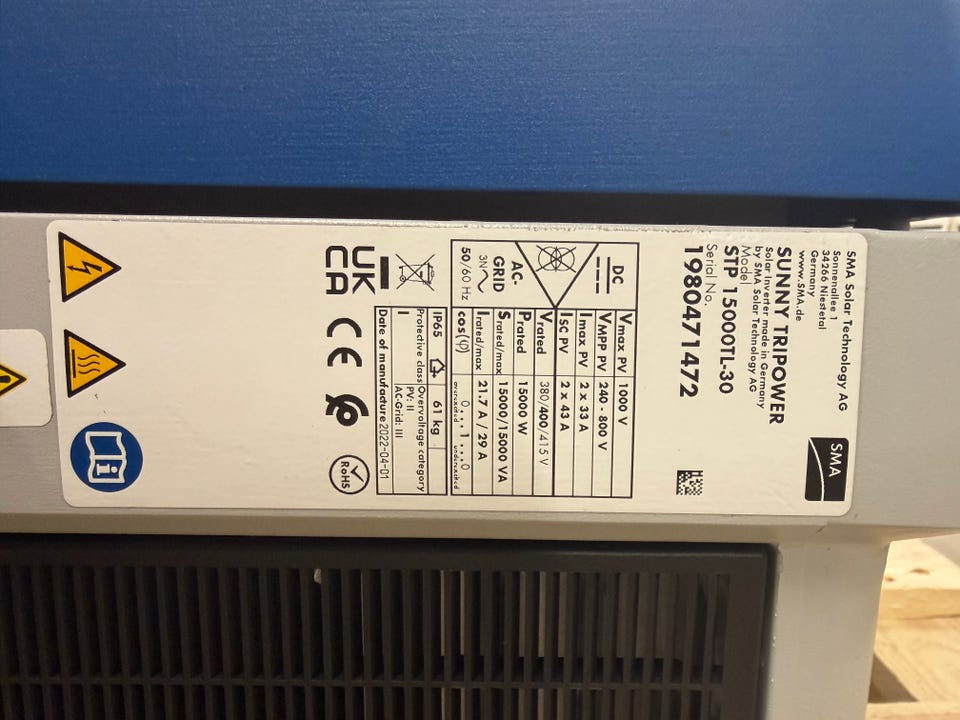 SMA Solar Technology AG
Sonnenallee 1
34266 Niestetal
Germany
www.SMA.de
SMA
SUNNY TRIPOWER
Solar Inverter made in Germany
by SMA Solar Technology AG
Model
STP 15000TL-30
Serial No.
1980471472
DC
Vmax PV 1000 V
VMPP PV 240 - 800 V
Imax PV 2 x 33 A
ISC PV 2 x 43 A
AC-GRID
3N
50/60 Hz
Vrated 380/400/415 V
Prated 15000 W
Srated/max 15000/15000 VA
Irated/max 21.7 A / 29 A
cos(φ) 0...1...0
overexcited underexcited
IP65 61 kg
Protective class Overvoltage category
I PV: II
AC-Grid: III
Date of manufacture 2022-04-01
UK
CA
CE
RoHS